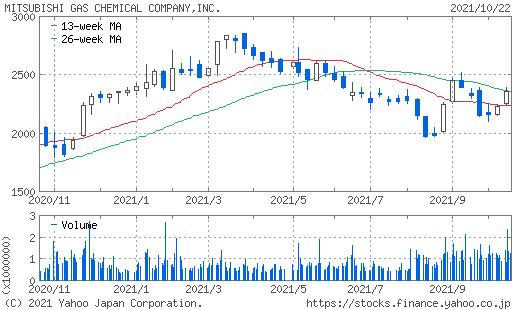 MITSUBISHI GAS CHEMICAL COMPANY,INC. 2021/10/22
3000
13-week MA
26-week MA
2500
2000
1500
2020/11 2021/1 2021/3 2021/5 2021/7 2021/9
3
Volume
2
1
0
(x1000000)
2020/11 2021/1 2021/3 2021/5 2021/7 2021/9
(C) 2021 Yahoo Japan Corporation. https://stocks.finance.yahoo.co.jp/